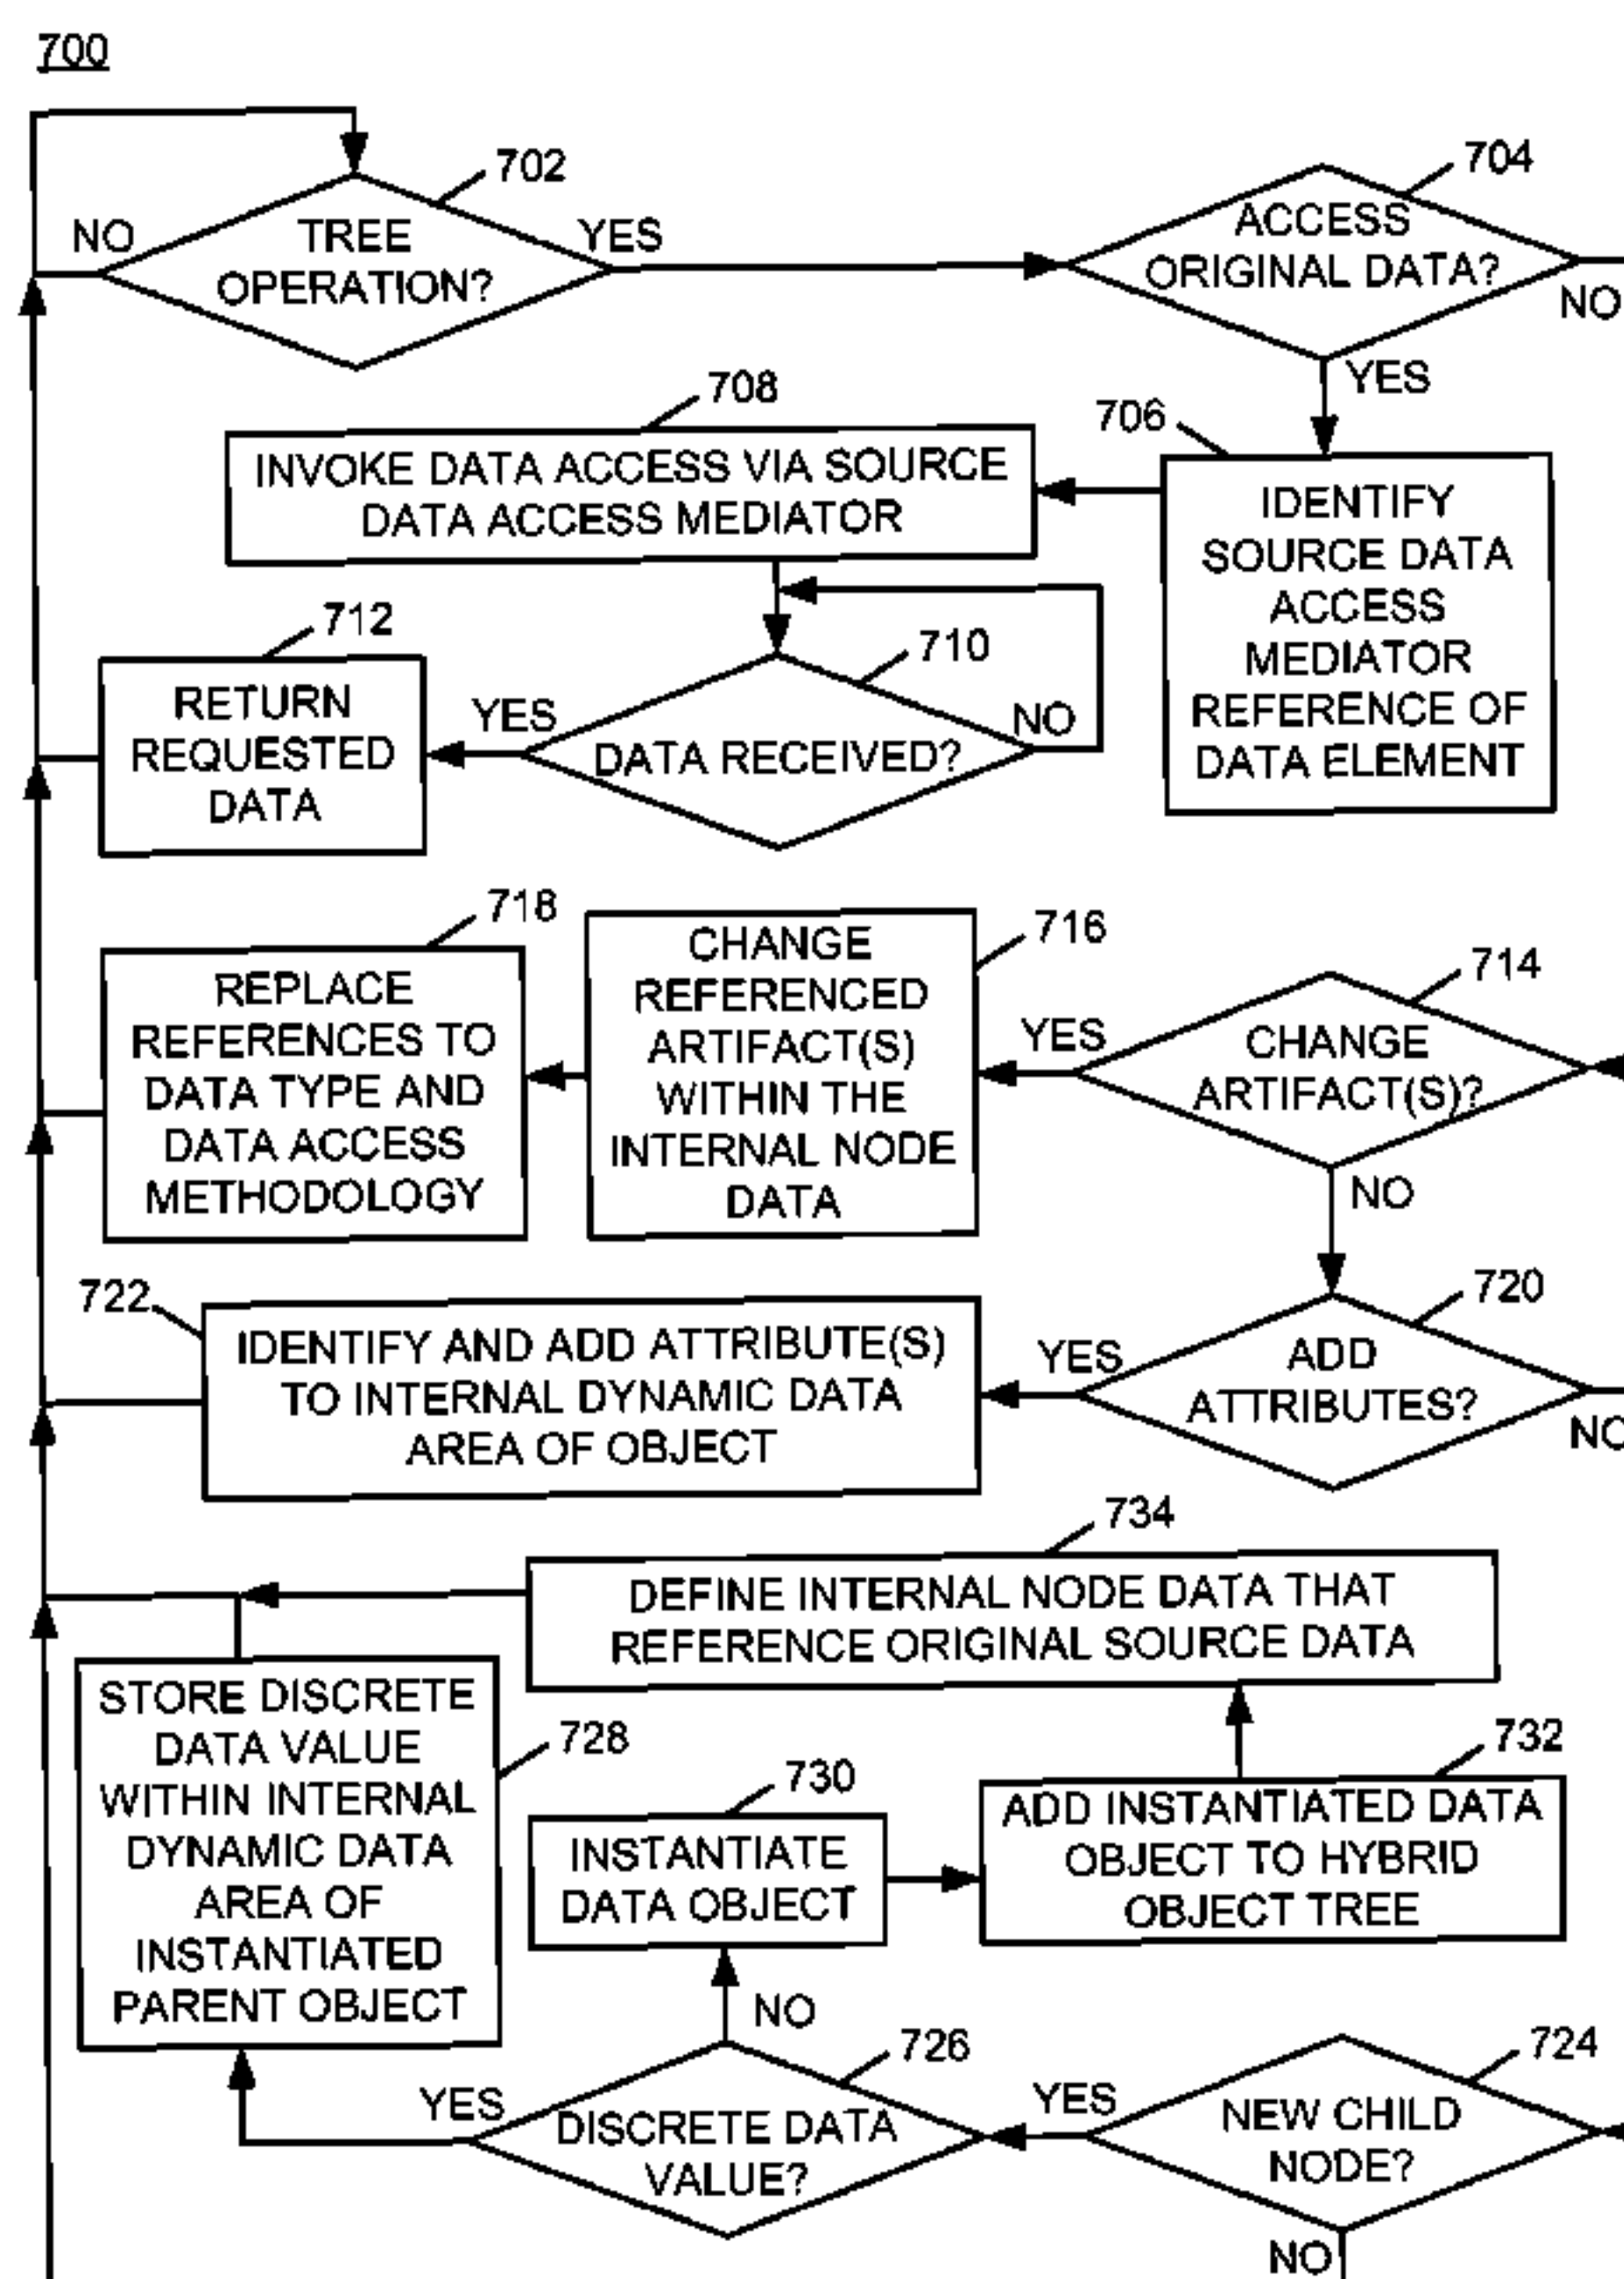 700
702
NO
TREE
OPERATION?
YES
704
ACCESS
ORIGINAL DATA?
NO
YES
706
IDENTIFY
SOURCE DATA
ACCESS
MEDIATOR
REFERENCE OF
DATA ELEMENT
708
INVOKE DATA ACCESS VIA SOURCE
DATA ACCESS MEDIATOR
710
DATA RECEIVED?
NO
YES
712
RETURN
REQUESTED
DATA
714
CHANGE
ARTIFACT(S)?
YES
NO
716
CHANGE
REFERENCED
ARTIFACT(S)
WITHIN THE
INTERNAL NODE
DATA
718
REPLACE
REFERENCES TO
DATA TYPE AND
DATA ACCESS
METHODOLOGY
720
ADD
ATTRIBUTES?
YES
NO
722
IDENTIFY AND ADD ATTRIBUTE(S)
TO INTERNAL DYNAMIC DATA
AREA OF OBJECT
734
DEFINE INTERNAL NODE DATA THAT
REFERENCE ORIGINAL SOURCE DATA
728
STORE DISCRETE
DATA VALUE
WITHIN INTERNAL
DYNAMIC DATA
AREA OF
INSTANTIATED
PARENT OBJECT
730
INSTANTIATE
DATA OBJECT
732
ADD INSTANTIATED DATA
OBJECT TO HYBRID
OBJECT TREE
NO
726
YES
DISCRETE DATA
VALUE?
724
YES
NEW CHILD
NODE?
NO